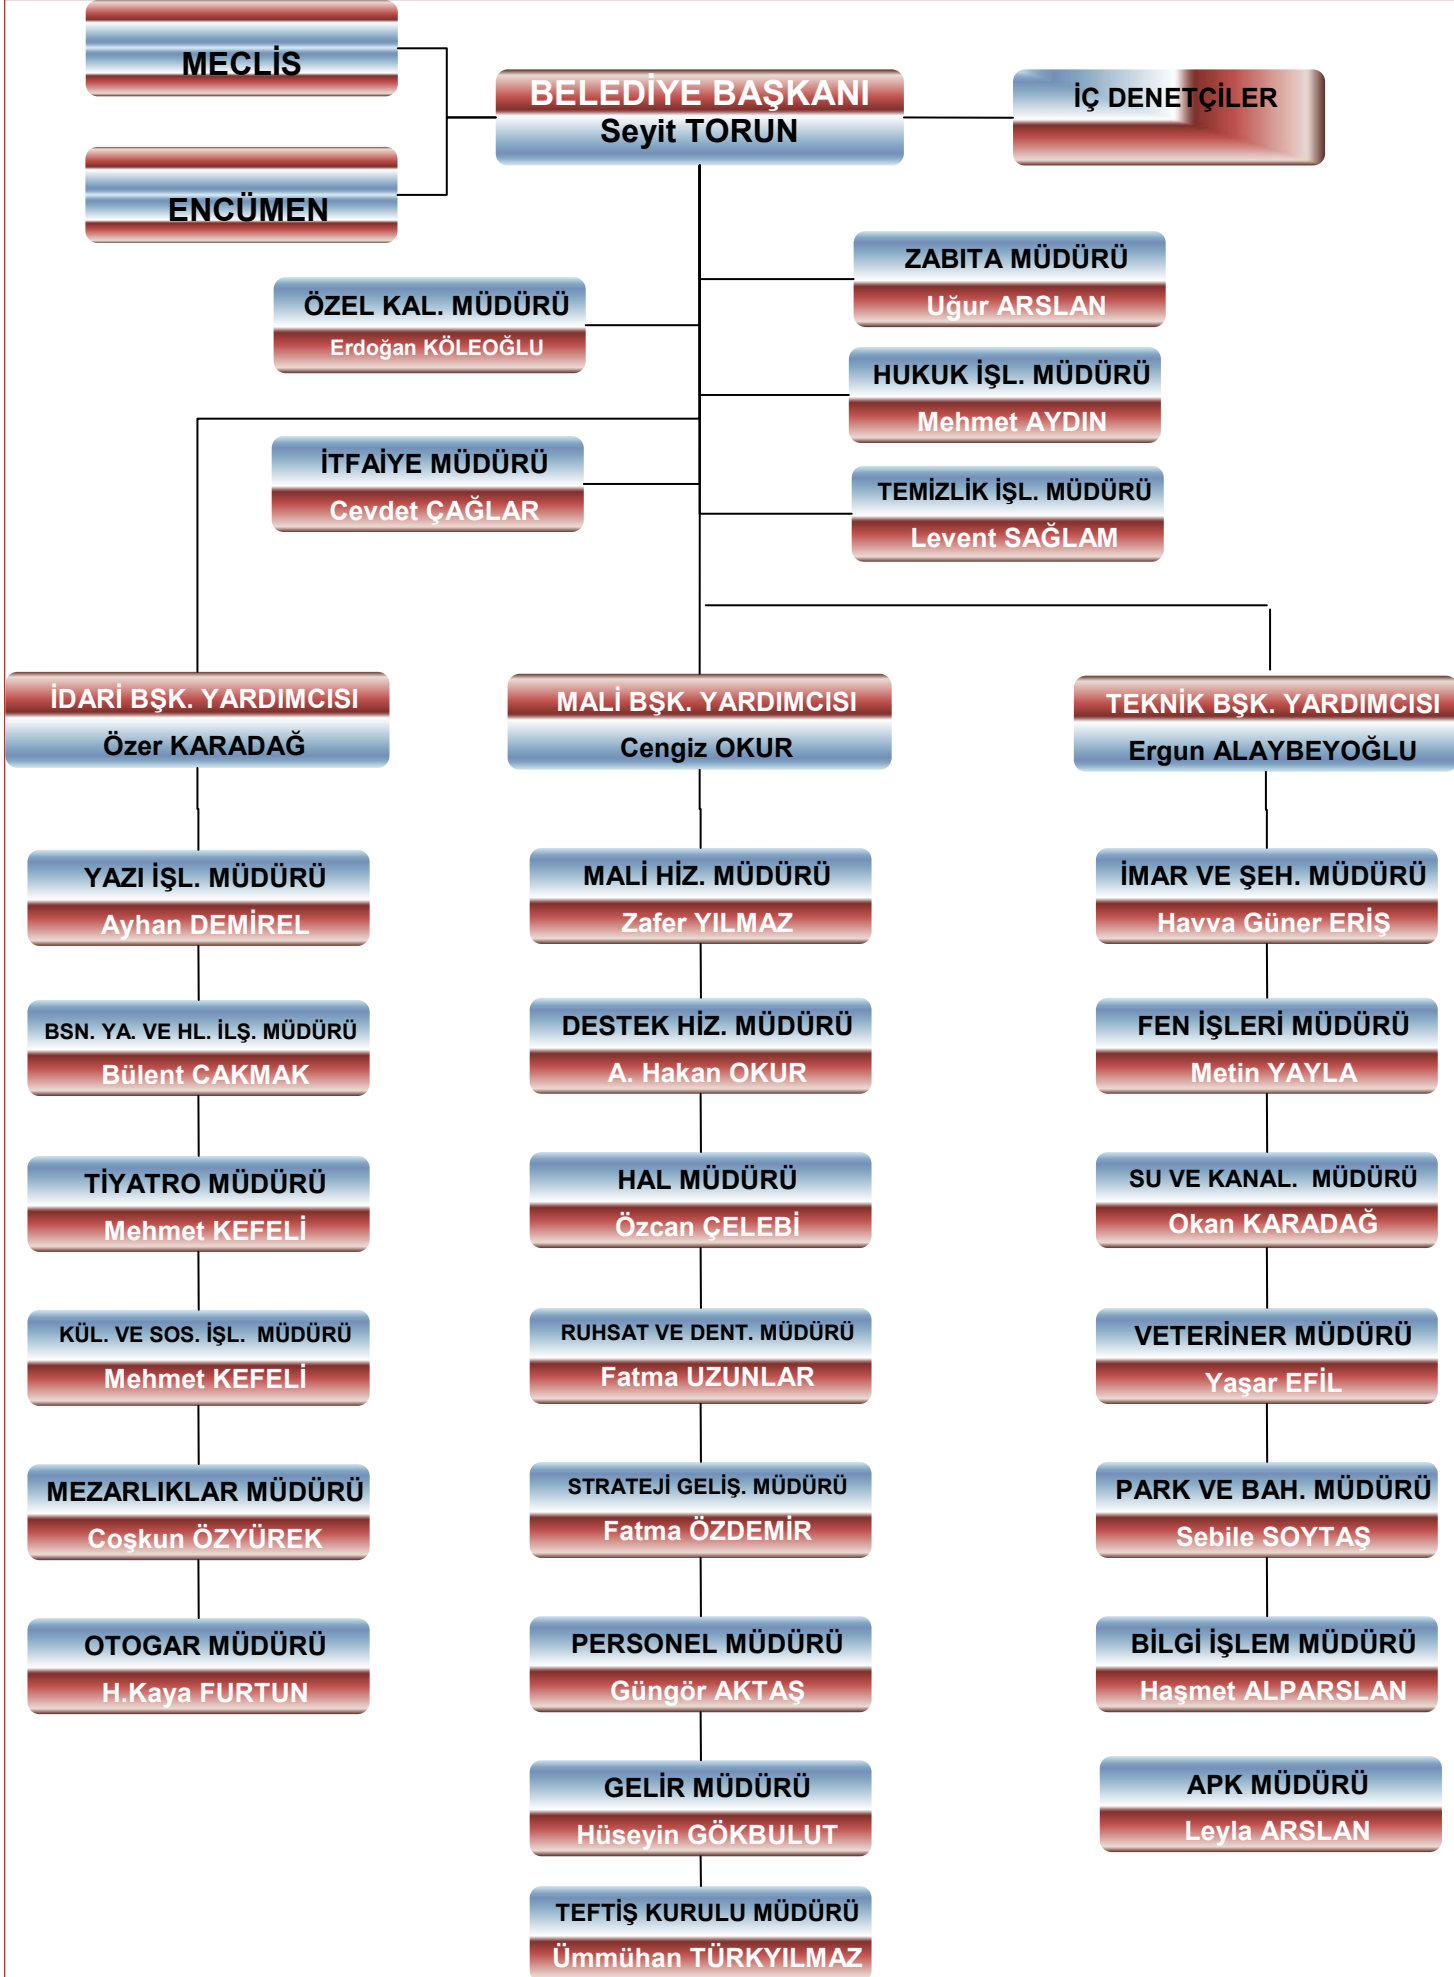 MECLİS
BELEDİYE BAŞKANI
Seyit TORUN
İÇ DENETÇİLER
ENCÜMEN
ZABITA MÜDÜRÜ
Uğur ARSLAN
ÖZEL KAL. MÜDÜRÜ
Erdoğan KÖLEOĞLU
HUKUK İŞL. MÜDÜRÜ
Mehmet AYDIN
İTFAİYE MÜDÜRÜ
Cevdet ÇAĞLAR
TEMİZLİK İŞL. MÜDÜRÜ
Levent SAĞLAM
İDARİ BŞK. YARDIMCISI
Özer KARADAĞ
MALİ BŞK. YARDIMCISI
Cengiz OKUR
TEKNİK BŞK. YARDIMCISI
Ergun ALAYBEYOĞLU
YAZI İŞL. MÜDÜRÜ
Ayhan DEMİREL
MALİ HİZ. MÜDÜRÜ
Zafer YILMAZ
İMAR VE ŞEH. MÜDÜRÜ
Havva Güner ERİŞ
BSN. YA. VE HL. İLŞ. MÜDÜRÜ
Bülent CAKMAK
DESTEK HİZ. MÜDÜRÜ
A. Hakan OKUR
FEN İŞLERİ MÜDÜRÜ
Metin YAYLA
TİYATRO MÜDÜRÜ
Mehmet KEFELİ
HAL MÜDÜRÜ
Özcan ÇELEBİ
SU VE KANAL.  MÜDÜRÜ
Okan KARADAĞ
KÜL. VE SOS. İŞL.  MÜDÜRÜ
Mehmet KEFELİ
RUHSAT VE DENT. MÜDÜRÜ
Fatma UZUNLAR
VETERİNER MÜDÜRÜ
Yaşar EFİL
MEZARLIKLAR MÜDÜRÜ
Coşkun ÖZYÜREK
STRATEJİ GELİŞ. MÜDÜRÜ
Fatma ÖZDEMİR
PARK VE BAH. MÜDÜRÜ
Sebile SOYTAŞ
OTOGAR MÜDÜRÜ
H.Kaya FURTUN
PERSONEL MÜDÜRÜ
Güngör AKTAŞ
BİLGİ İŞLEM MÜDÜRÜ
Haşmet ALPARSLAN
GELİR MÜDÜRÜ
Hüseyin GÖKBULUT
APK MÜDÜRÜ
Leyla ARSLAN
TEFTİŞ KURULU MÜDÜRÜ
Ümmühan TÜRKYILMAZ